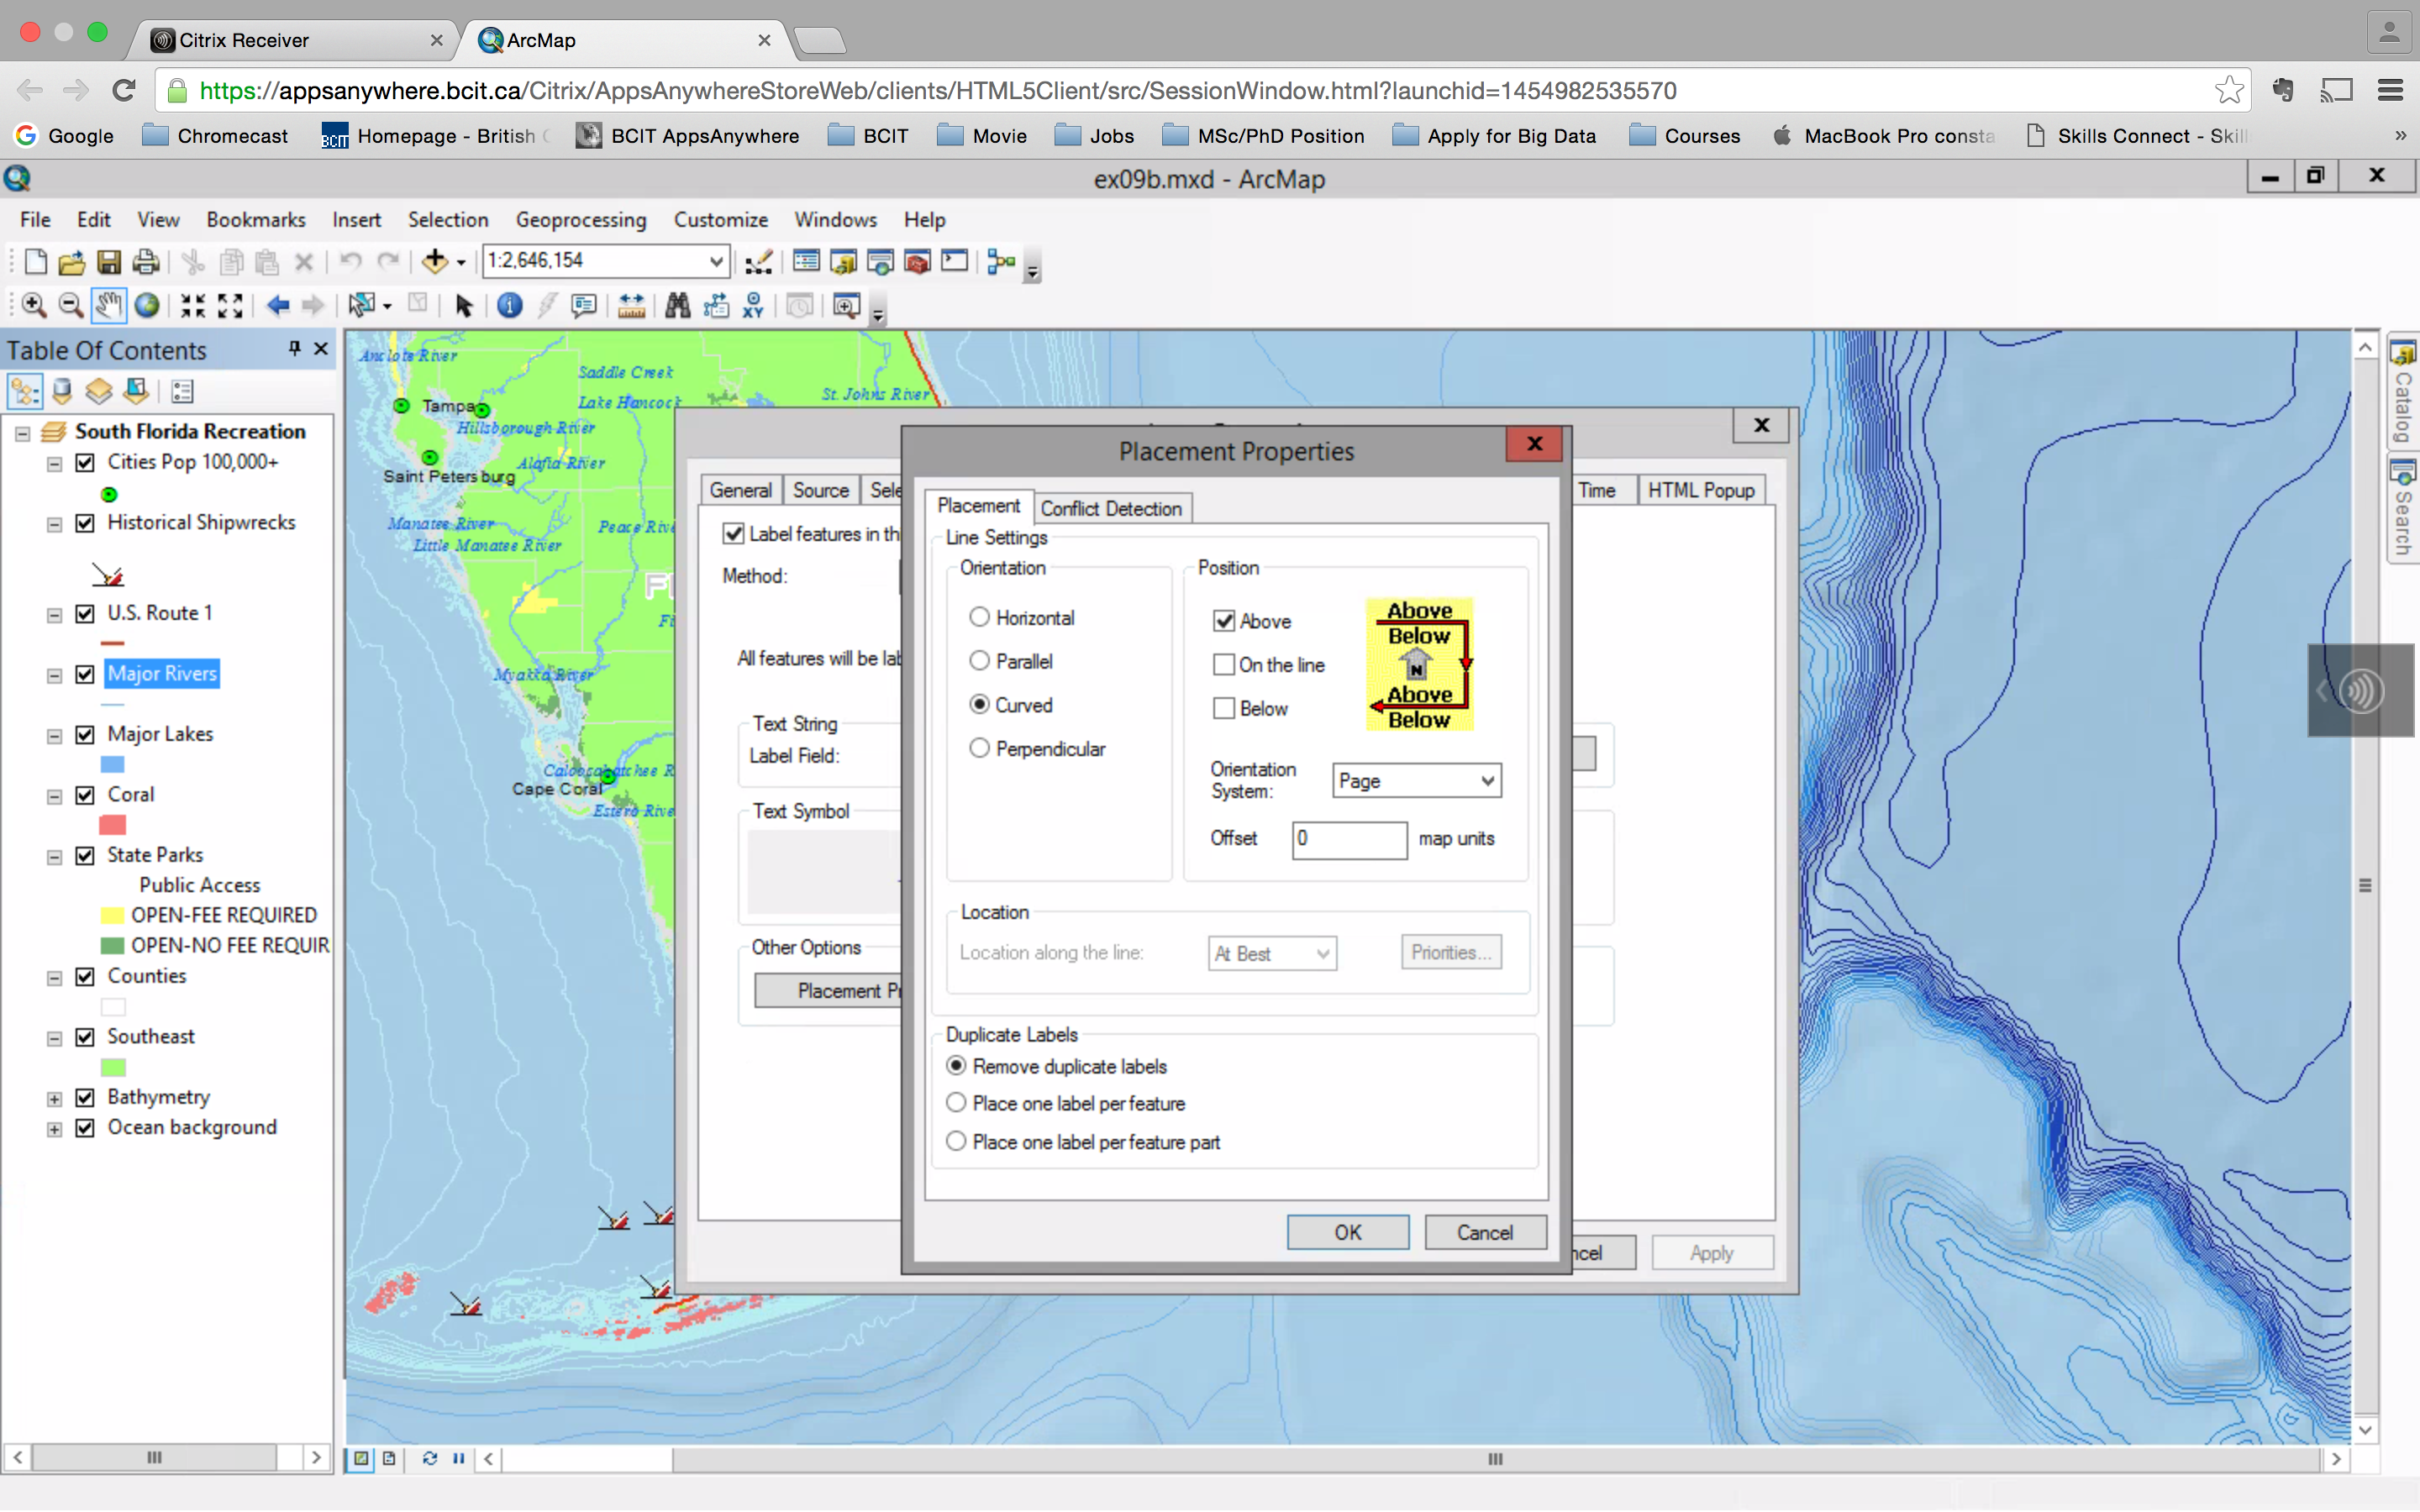 Citrix Receiver
ArcMap
https://appsanywhere.bcit.ca/Citrix/AppsAnywhereStoreWeb/clients/HTML5Client/src/SessionWindow.html?launchid=1454982535570
Google Chromecast Homepage - British BCIT AppsAnywhere BCIT Movie Jobs MSc/PhD Position Apply for Big Data Courses MacBook Pro consta Skills Connect - Skil »
ex09b.mxd - ArcMap
File Edit View Bookmarks Insert Selection Geoprocessing Customize Windows Help
1:2,646,154
Table Of Contents
South Florida Recreation
Cities Pop 100,000+
Historical Shipwrecks
U.S. Route 1
Major Rivers
Major Lakes
Coral
State Parks
Public Access
OPEN-FEE REQUIRED
OPEN-NO FEE REQUIR
Counties
Southeast
Bathymetry
Ocean background
Anclote River
Saddle Creek
Lake Hancock
St. Johns River
Tampa
Hillsborough River
Alafia River
Saint Petersburg
Manatee River
Peace Rive
Little Manatee River
Myakka River
Caloosahatchee R
Cape Coral
Estero Rive
General Source Sele
Time HTML Popup
Label features in th
Method:
All features will be lab
Text String
Label Field:
Text Symbol
Other Options
Placement Pr
ncel
Apply
Placement Properties
Placement Conflict Detection
Line Settings
Orientation
Horizontal
Parallel
Curved
Perpendicular
Position
Above
On the line
Below
Above
Below
N
Above
Below
Orientation
System:
Page
Offset 0 map units
Location
Location along the line: At Best Priorities...
Duplicate Labels
Remove duplicate labels
Place one label per feature
Place one label per feature part
OK Cancel
Catalog
Search